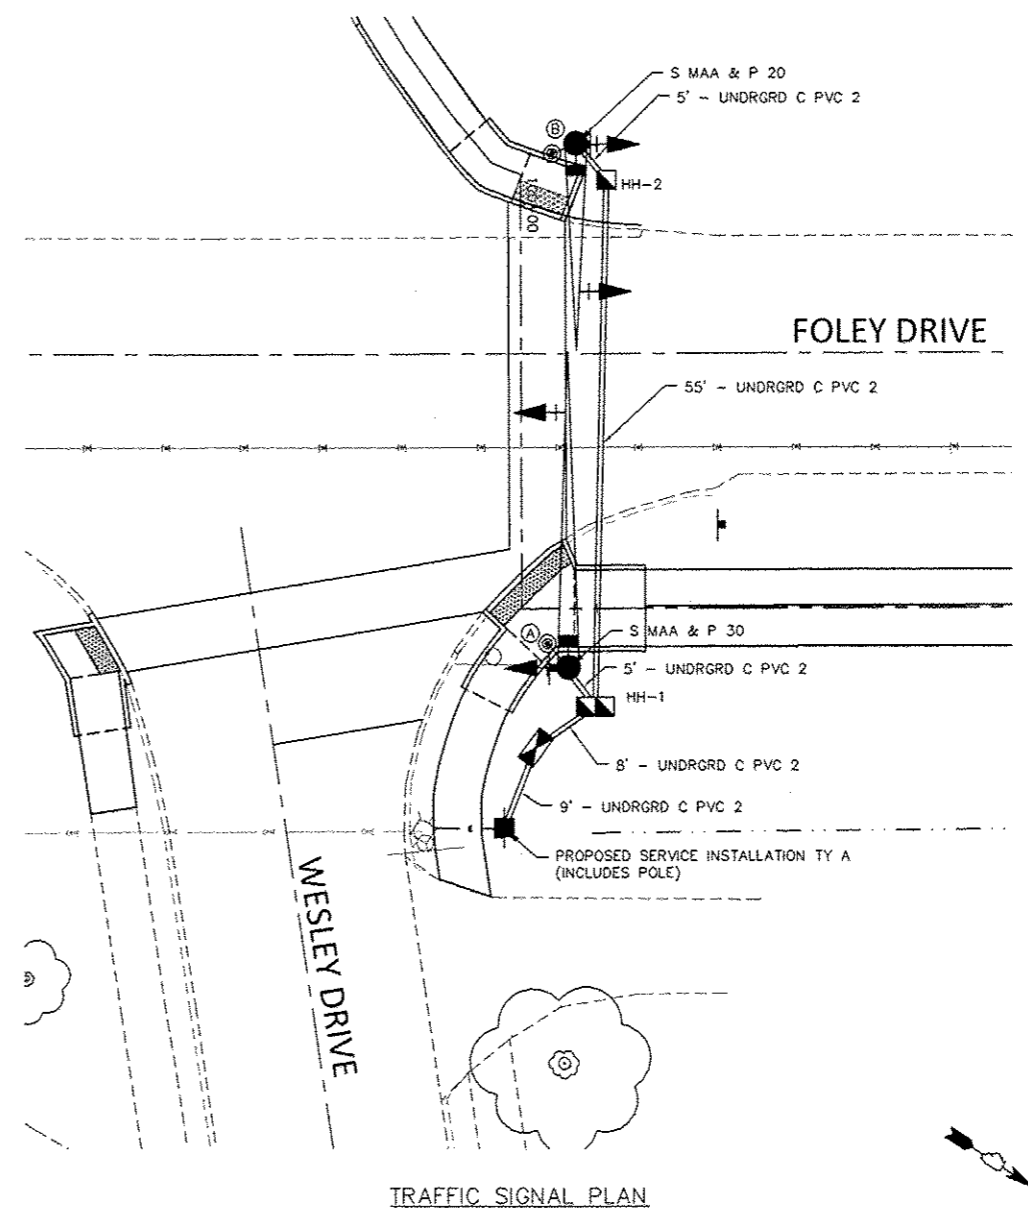 S MAA & P 20
5' - UNDRGRD C PVC 2
B
HH-2
FOLEY DRIVE
55' - UNDRGRD C PVC 2
A
S MAA & P 30
5' - UNDRGRD C PVC 2
HH-1
8' - UNDRGRD C PVC 2
9' - UNDRGRD C PVC 2
PROPOSED SERVICE INSTALLATION TY A
(INCLUDES POLE)
WESLEY DRIVE
TRAFFIC SIGNAL PLAN